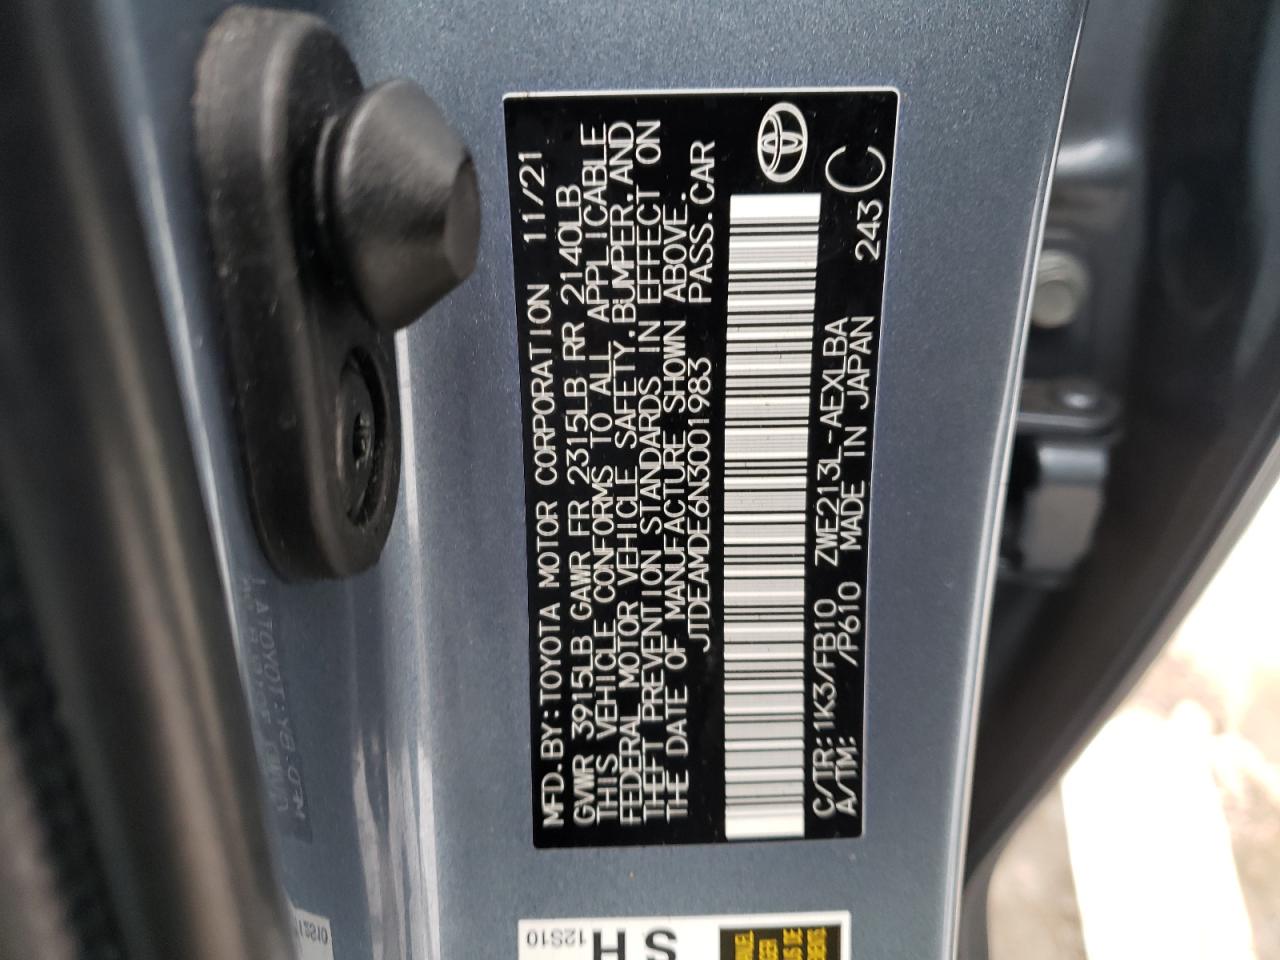 MFD.BY:TOYOTA MOTOR CORPORATION 11/21
GVWR 3915LB GAWR FR 2315LB RR 2140LB
THIS VEHICLE CONFORMS TO ALL APPLICABLE
FEDERAL MOTOR VEHICLE SAFETY,BUMPER,AND
THEFT PREVENTION STANDARDS IN EFFECT ON
THE DATE OF MANUFACTURE SHOWN ABOVE.
JTDEAMDE6N3001983 PASS.CAR
C/TR:1K3/FB10 ZWE213L-AEXLBA 243 C
A/TM: /P610 MADE IN JAPAN
12S10
SH